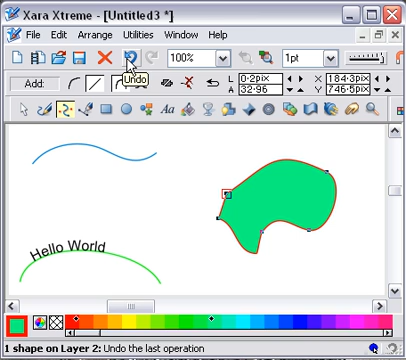 Xara Xtreme - [Untitled3 *]
File Edit Arrange Utilities Window Help
100% 1pt
Undo
Add: L 0·2pix X 184·3pix
A 32·96 Y 746·5pix
Aa
Hello World
1 shape on Layer 2: Undo the last operation